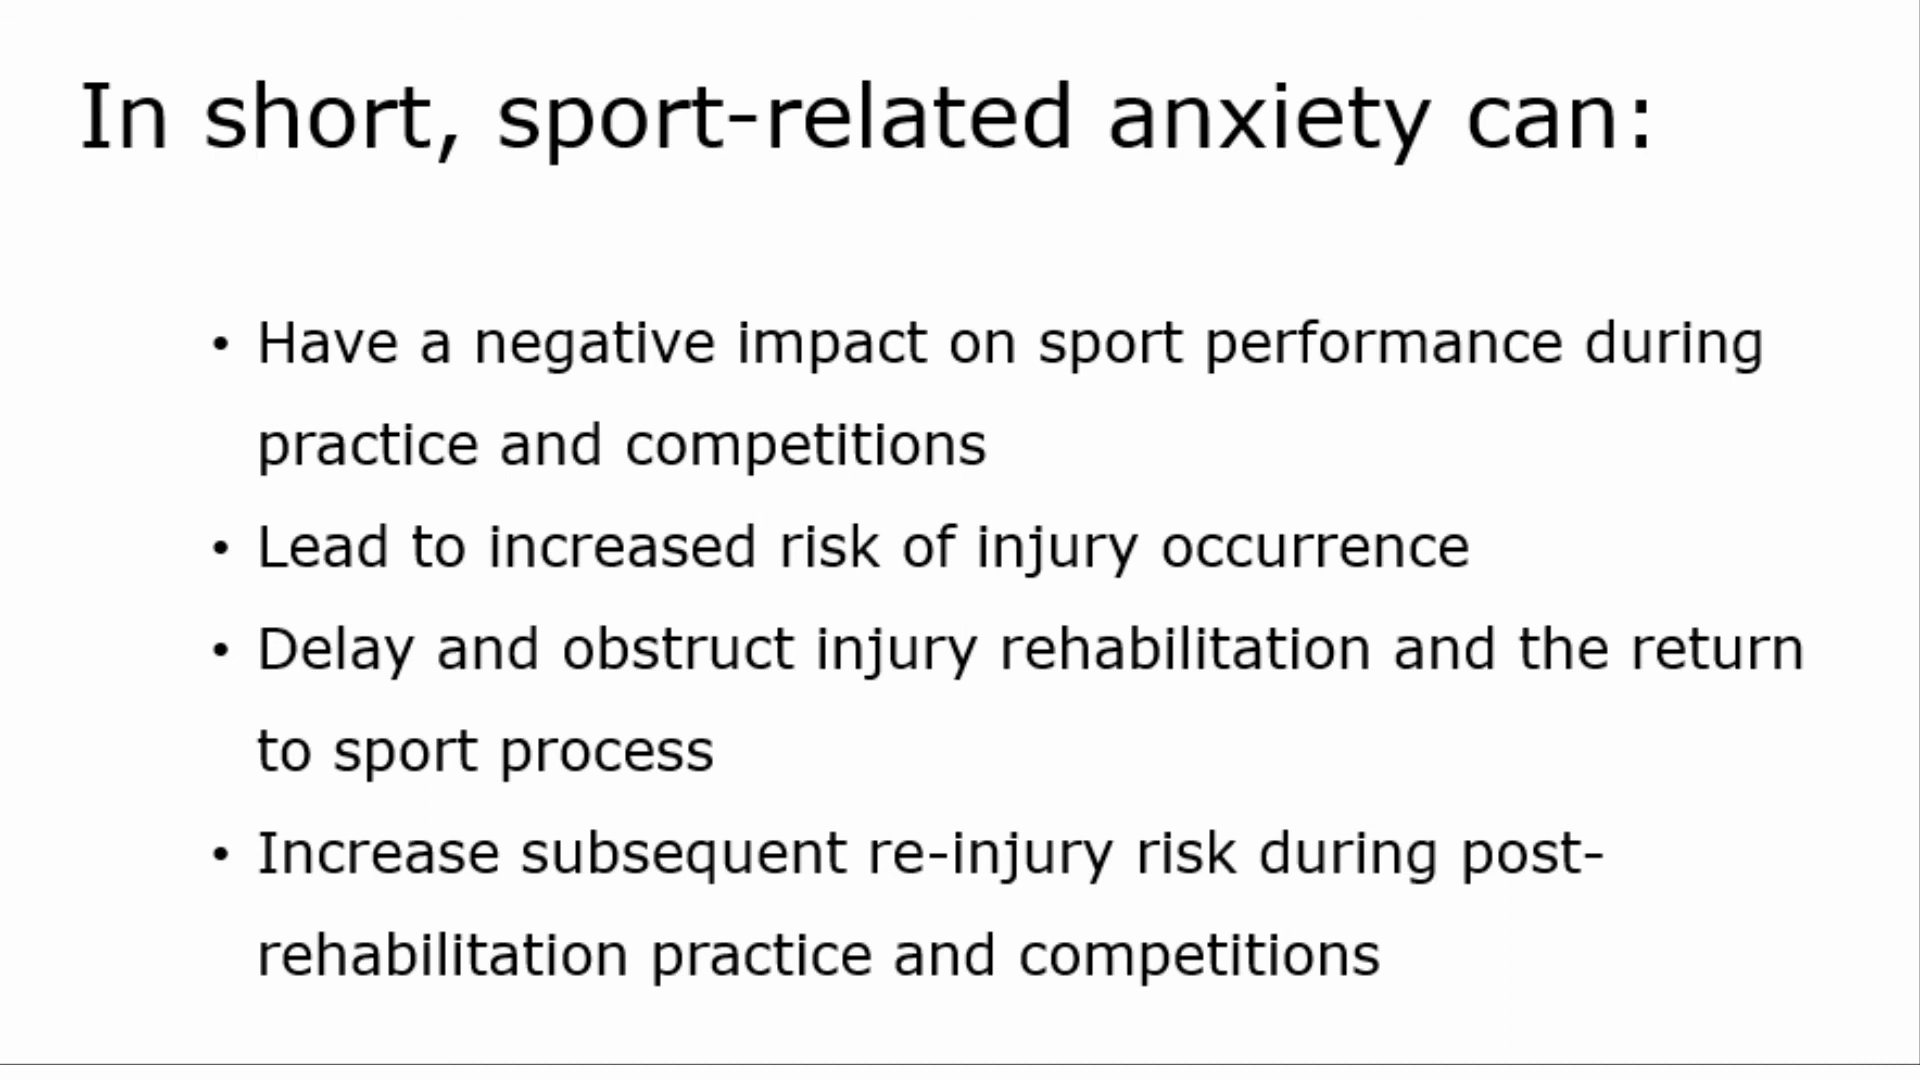 In short, sport-related anxiety can:
• Have a negative impact on sport performance during
practice and competitions
• Lead to increased risk of injury occurrence
• Delay and obstruct injury rehabilitation and the return
to sport process
• Increase subsequent re-injury risk during post-
rehabilitation practice and competitions